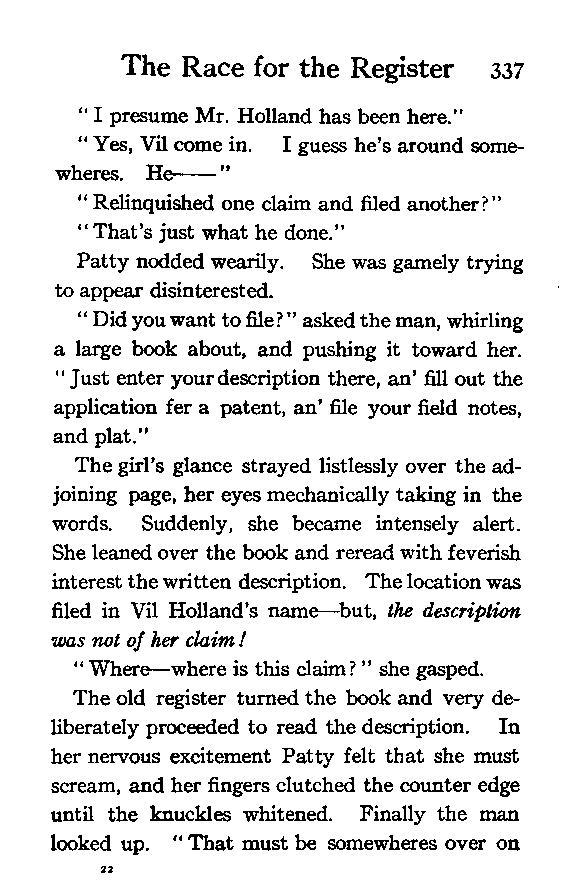 The Race for the Register 337
"I presume Mr. Holland has been here."
"Yes, Vil come in. I guess he's around some-
wheres. He——"
"Relinquished one claim and filed another?"
"That's just what he done."
Patty nodded wearily. She was gamely trying
to appear disinterested.
"Did you want to file?" asked the man, whirling
a large book about, and pushing it toward her.
"Just enter your description there, an' fill out the
application fer a patent, an' file your field notes,
and plat."
The girl's glance strayed listlessly over the ad-
joining page, her eyes mechanically taking in the
words. Suddenly, she became intensely alert.
She leaned over the book and reread with feverish
interest the written description. The location was
filed in Vil Holland's name—but, the description
was not of her claim!
"Where—where is this claim?" she gasped.
The old register turned the book and very de-
liberately proceeded to read the description. In
her nervous excitement Patty felt that she must
scream, and her fingers clutched the counter edge
until the knuckles whitened. Finally the man
looked up. "That must be somewheres over on
22